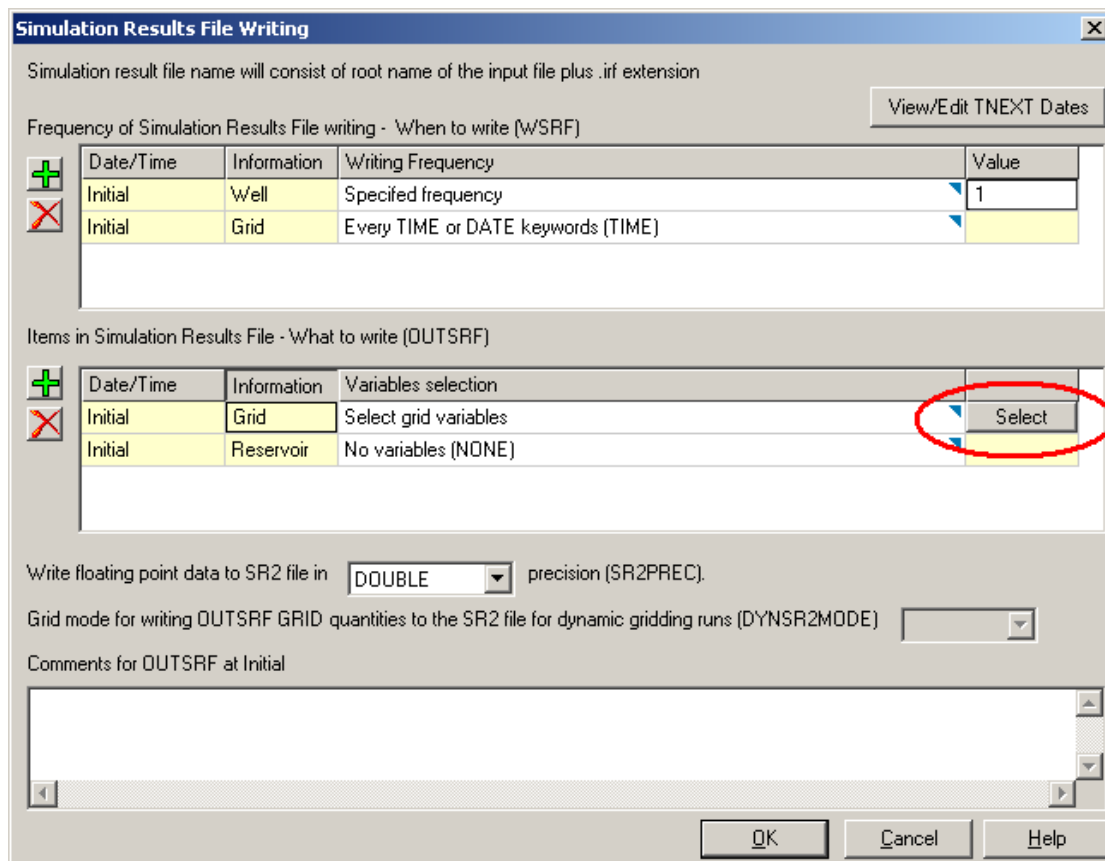 Simulation Results File Writing
Simulation result file name will consist of root name of the input file plus .irf extension
View/Edit TNEXT Dates
Frequency of Simulation Results File writing - When to write (WSRF)
Date/Time Information Writing Frequency Value
Initial Well Specifed frequency 1
Initial Grid Every TIME or DATE keywords (TIME)
Items in Simulation Results File - What to write (OUTSRF)
Date/Time Information Variables selection
Initial Grid Select grid variables Select
Initial Reservoir No variables (NONE)
Write floating point data to SR2 file in DOUBLE precision (SR2PREC).
Grid mode for writing OUTSRF GRID quantities to the SR2 file for dynamic gridding runs (DYNSR2MODE)
Comments for OUTSRF at Initial
OK Cancel Help